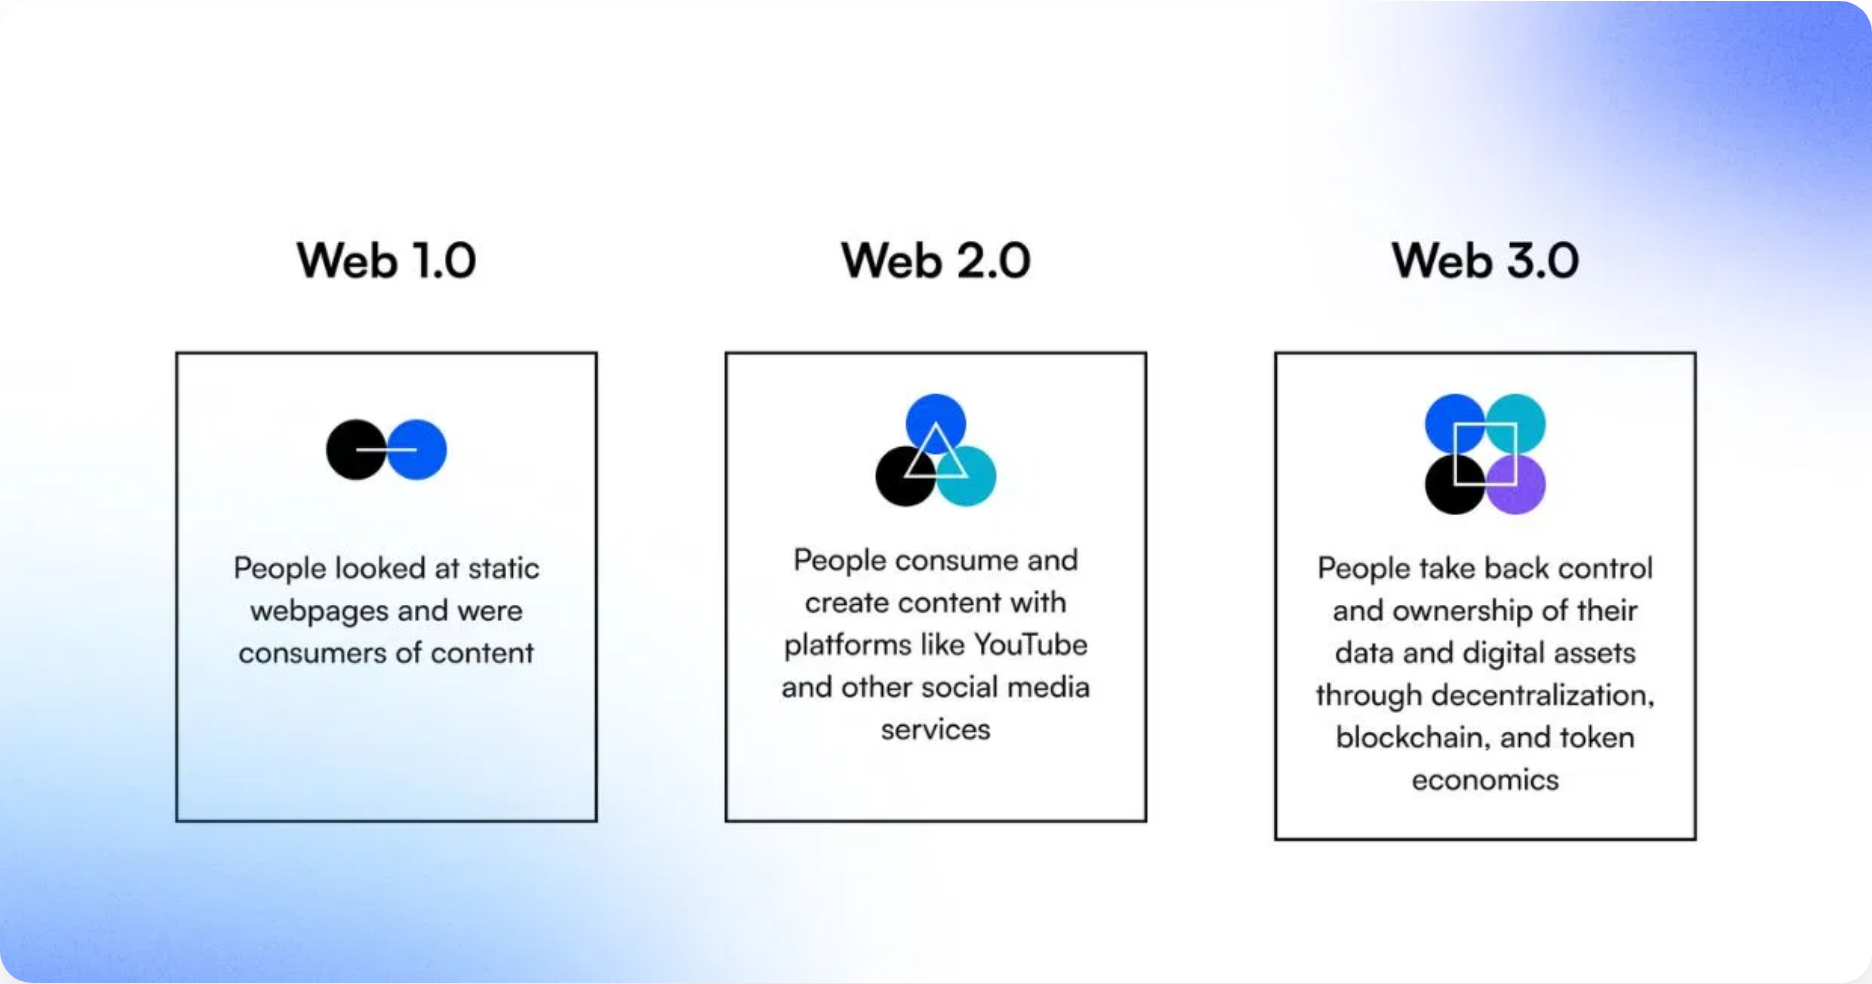 Web 1.0
People looked at static
webpages and were
consumers of content
Web 2.0
People consume and
create content with
platforms like YouTube
and other social media
services
Web 3.0
People take back control
and ownership of their
data and digital assets
through decentralization,
blockchain, and token
economics